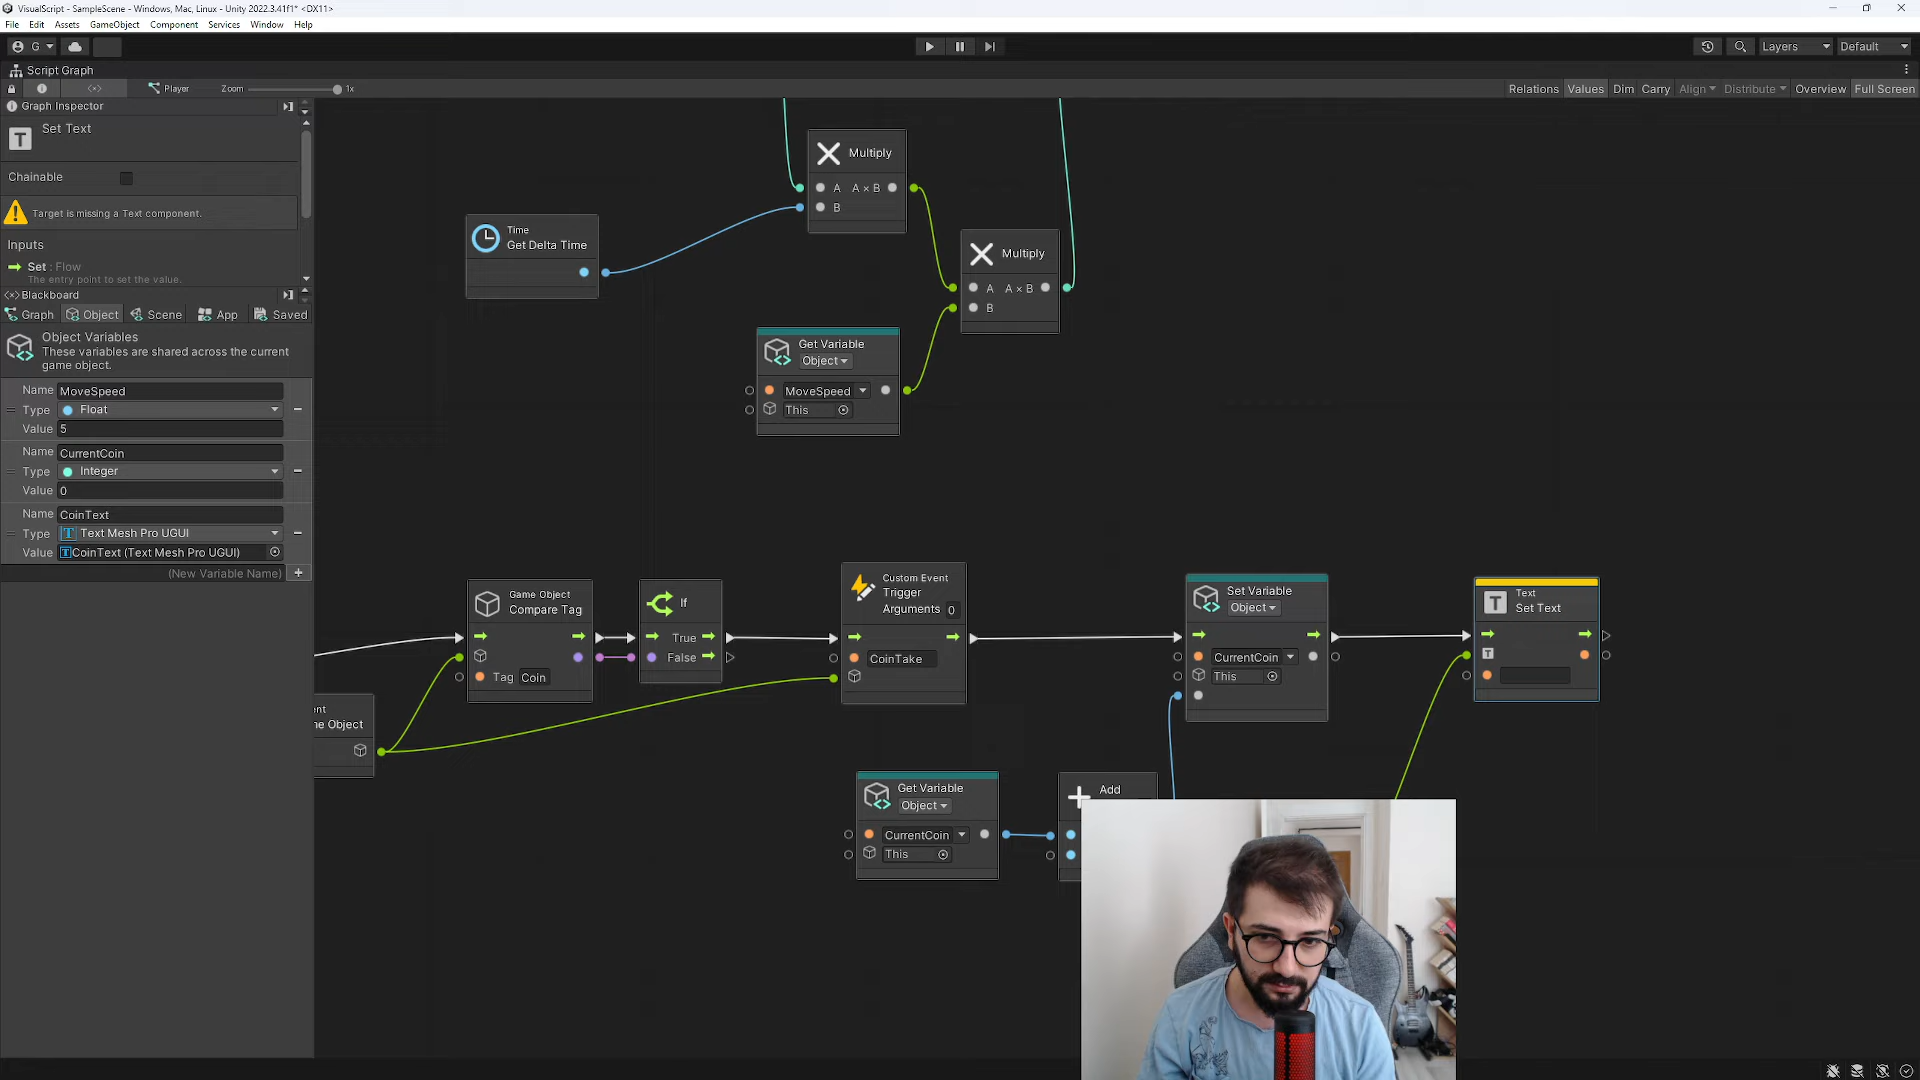 VisualScript - SampleScene - Windows, Mac, Linux - Unity 2022.3.41f1* <DX11>
File Edit Assets GameObject Component Services Window Help
G
Layers
Default
Script Graph
Player
Zoom
1x
Relations
Values
Dim
Carry
Align
Distribute
Overview
Full Screen
Graph Inspector
Set Text
Chainable
Target is missing a Text component.
Inputs
Set : Flow
The entry point to set the value.
Blackboard
Graph
Object
Scene
App
Saved
Object Variables
These variables are shared across the current
game object.
Name MoveSpeed
Type Float
Value 5
Name CurrentCoin
Type Integer
Value 0
Name CoinText
Type Text Mesh Pro UGUI
Value CoinText (Text Mesh Pro UGUI)
(New Variable Name)
Multiply
A A × B
B
Time
Get Delta Time
Multiply
A A × B
B
Get Variable
Object
MoveSpeed
This
Game Object
Compare Tag
Tag Coin
If
True
False
Custom Event
Trigger
Arguments 0
CoinTake
Set Variable
Object
CurrentCoin
This
Text
Set Text
Get Variable
Object
CurrentCoin
This
Add